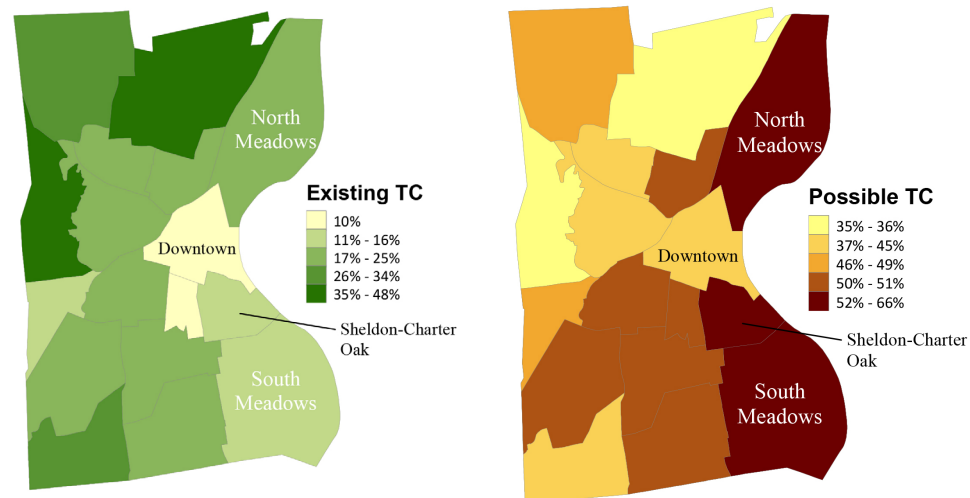 North
Meadows
Existing TC
10%
11% - 16%
17% - 25%
26% - 34%
35% - 48%
Downtown
Sheldon-Charter
Oak
South
Meadows
North
Meadows
Possible TC
35% - 36%
37% - 45%
46% - 49%
50% - 51%
52% - 66%
Downtown
Sheldon-Charter
Oak
South
Meadows